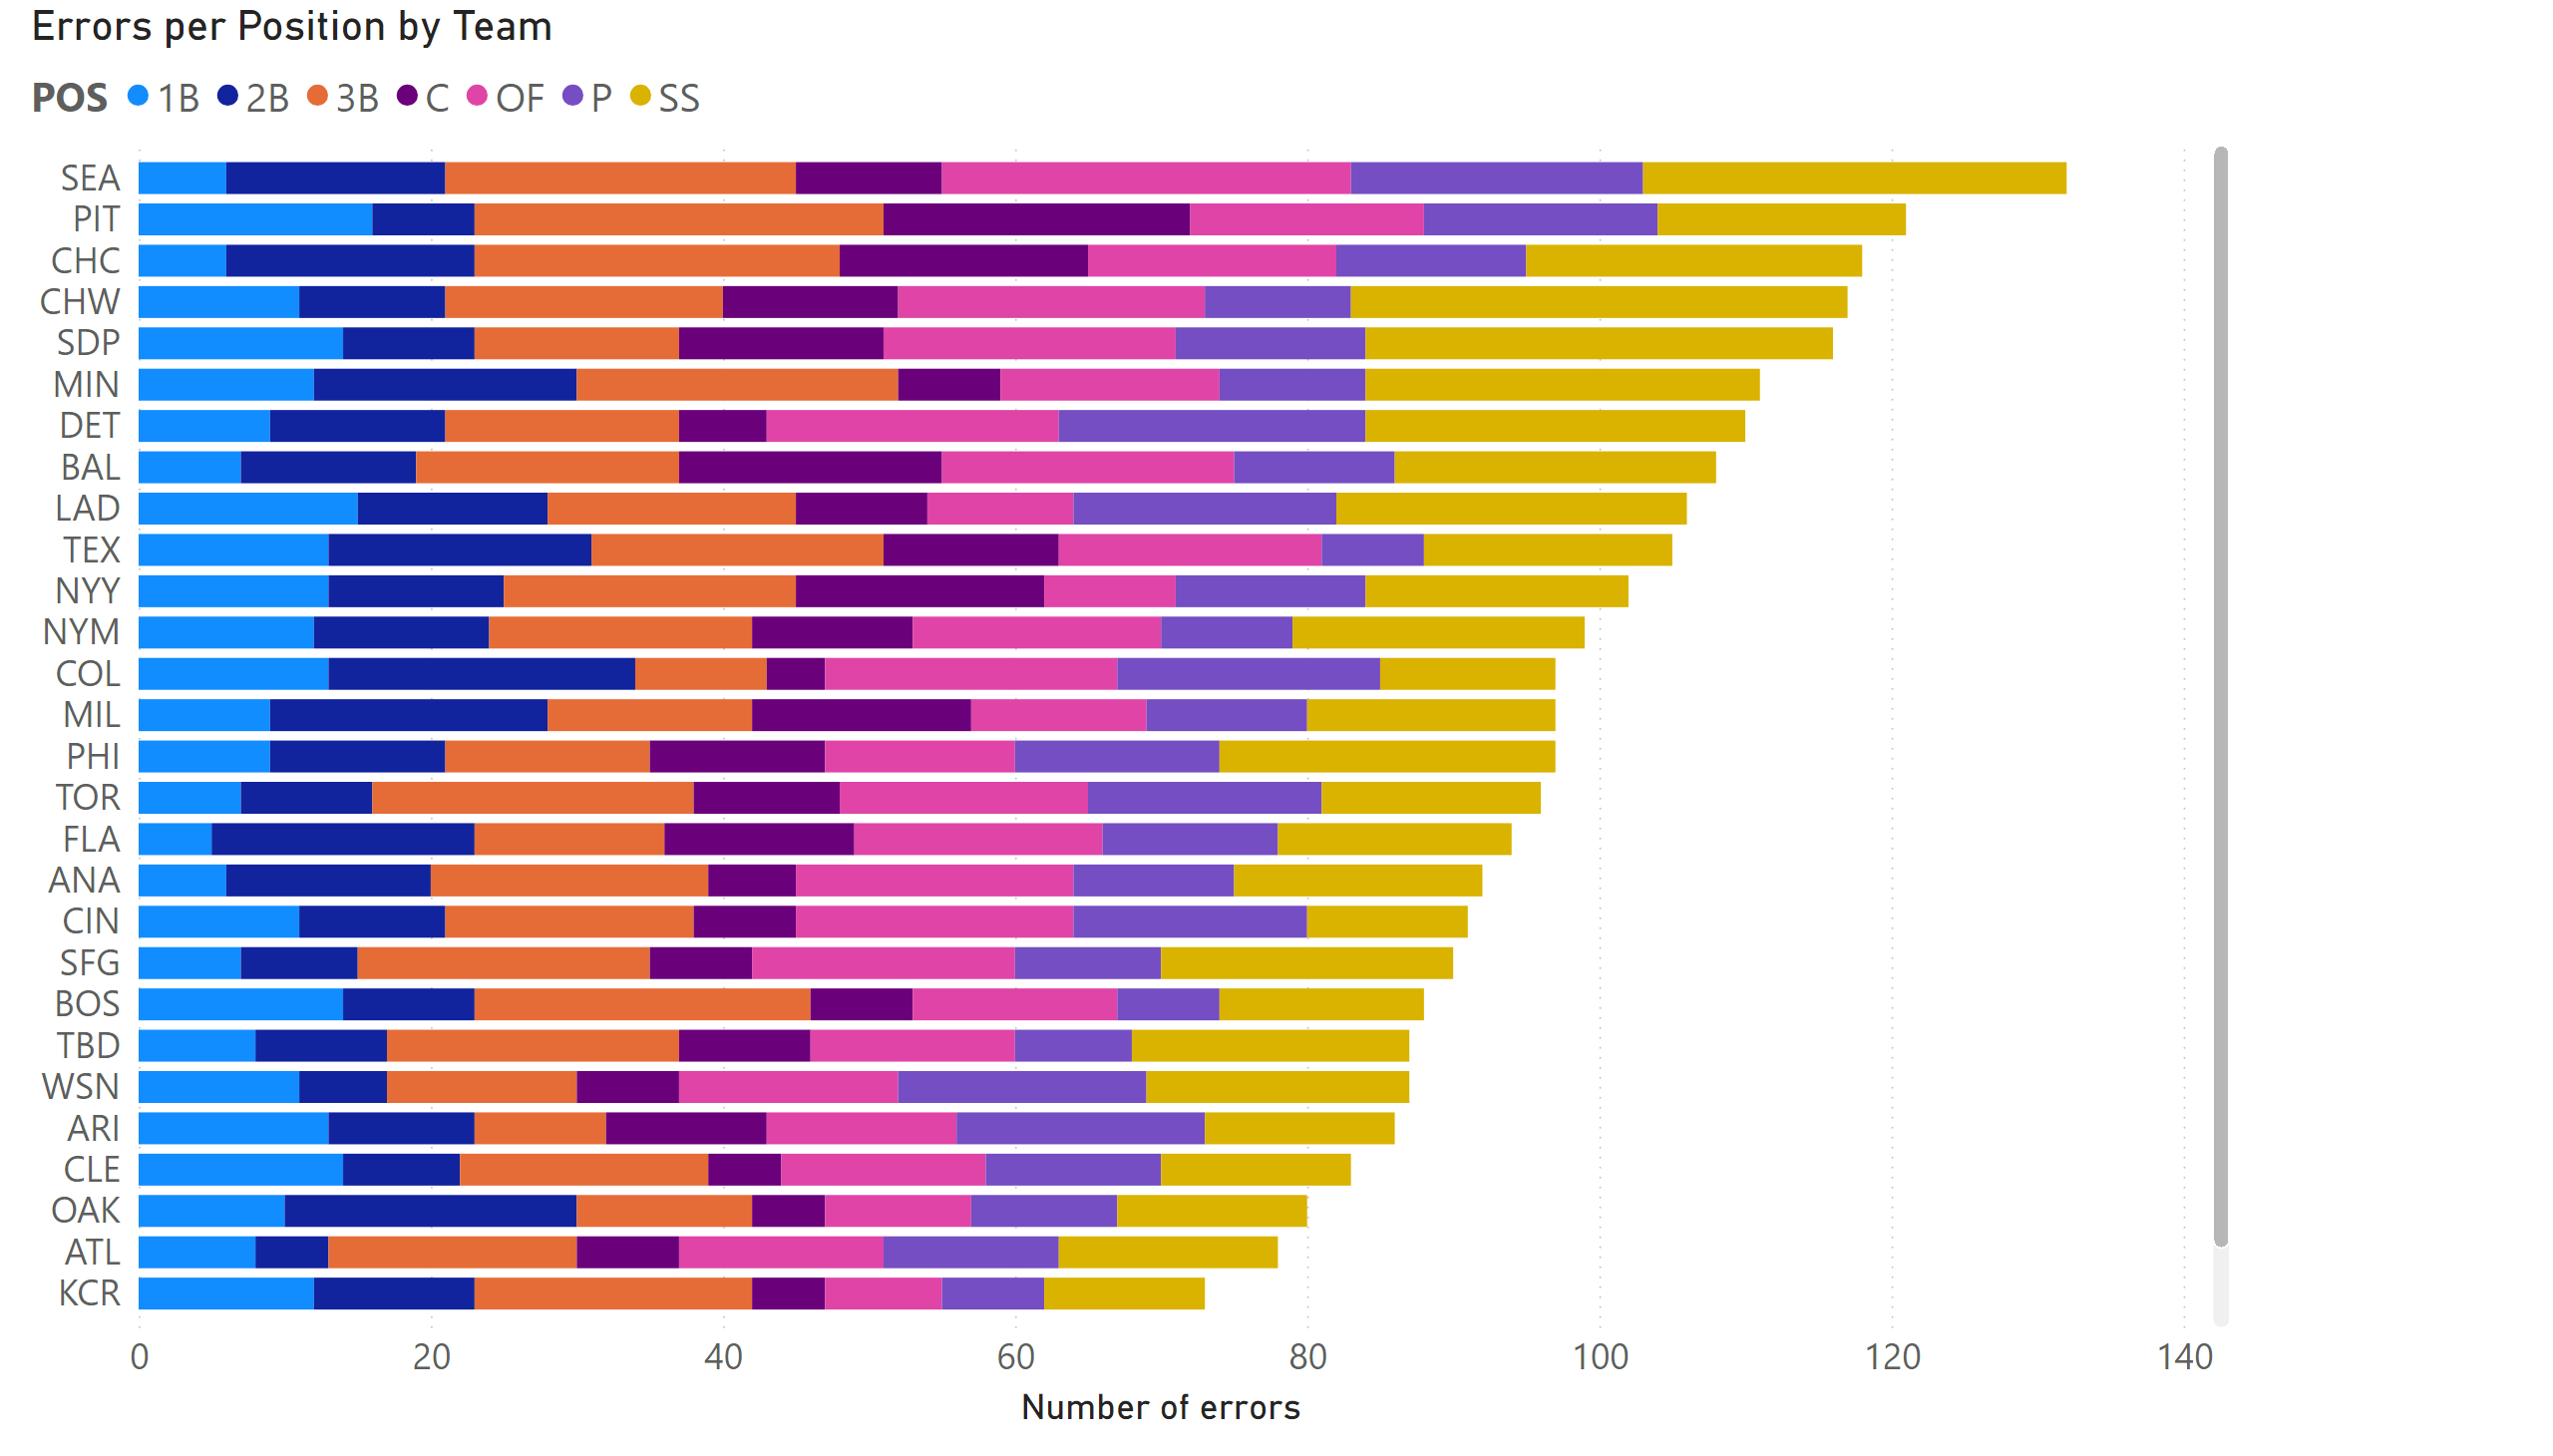 Errors per Position by Team
POS 1B 2B 3B C OF P SS
SEA
PIT
CHC
CHW
SDP
MIN
DET
BAL
LAD
TEX
NYY
NYM
COL
MIL
PHI
TOR
FLA
ANA
CIN
SFG
BOS
TBD
WSN
ARI
CLE
OAK
ATL
KCR
0 20 40 60 80 100 120 140
Number of errors